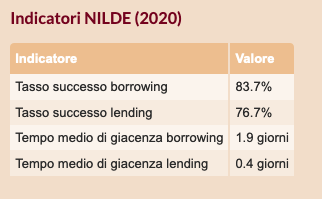 Indicatori NILDE (2020)
Indicatore Valore
Tasso successo borrowing 83.7%
Tasso successo lending 76.7%
Tempo medio di giacenza borrowing 1.9 giorni
Tempo medio di giacenza lending 0.4 giorni